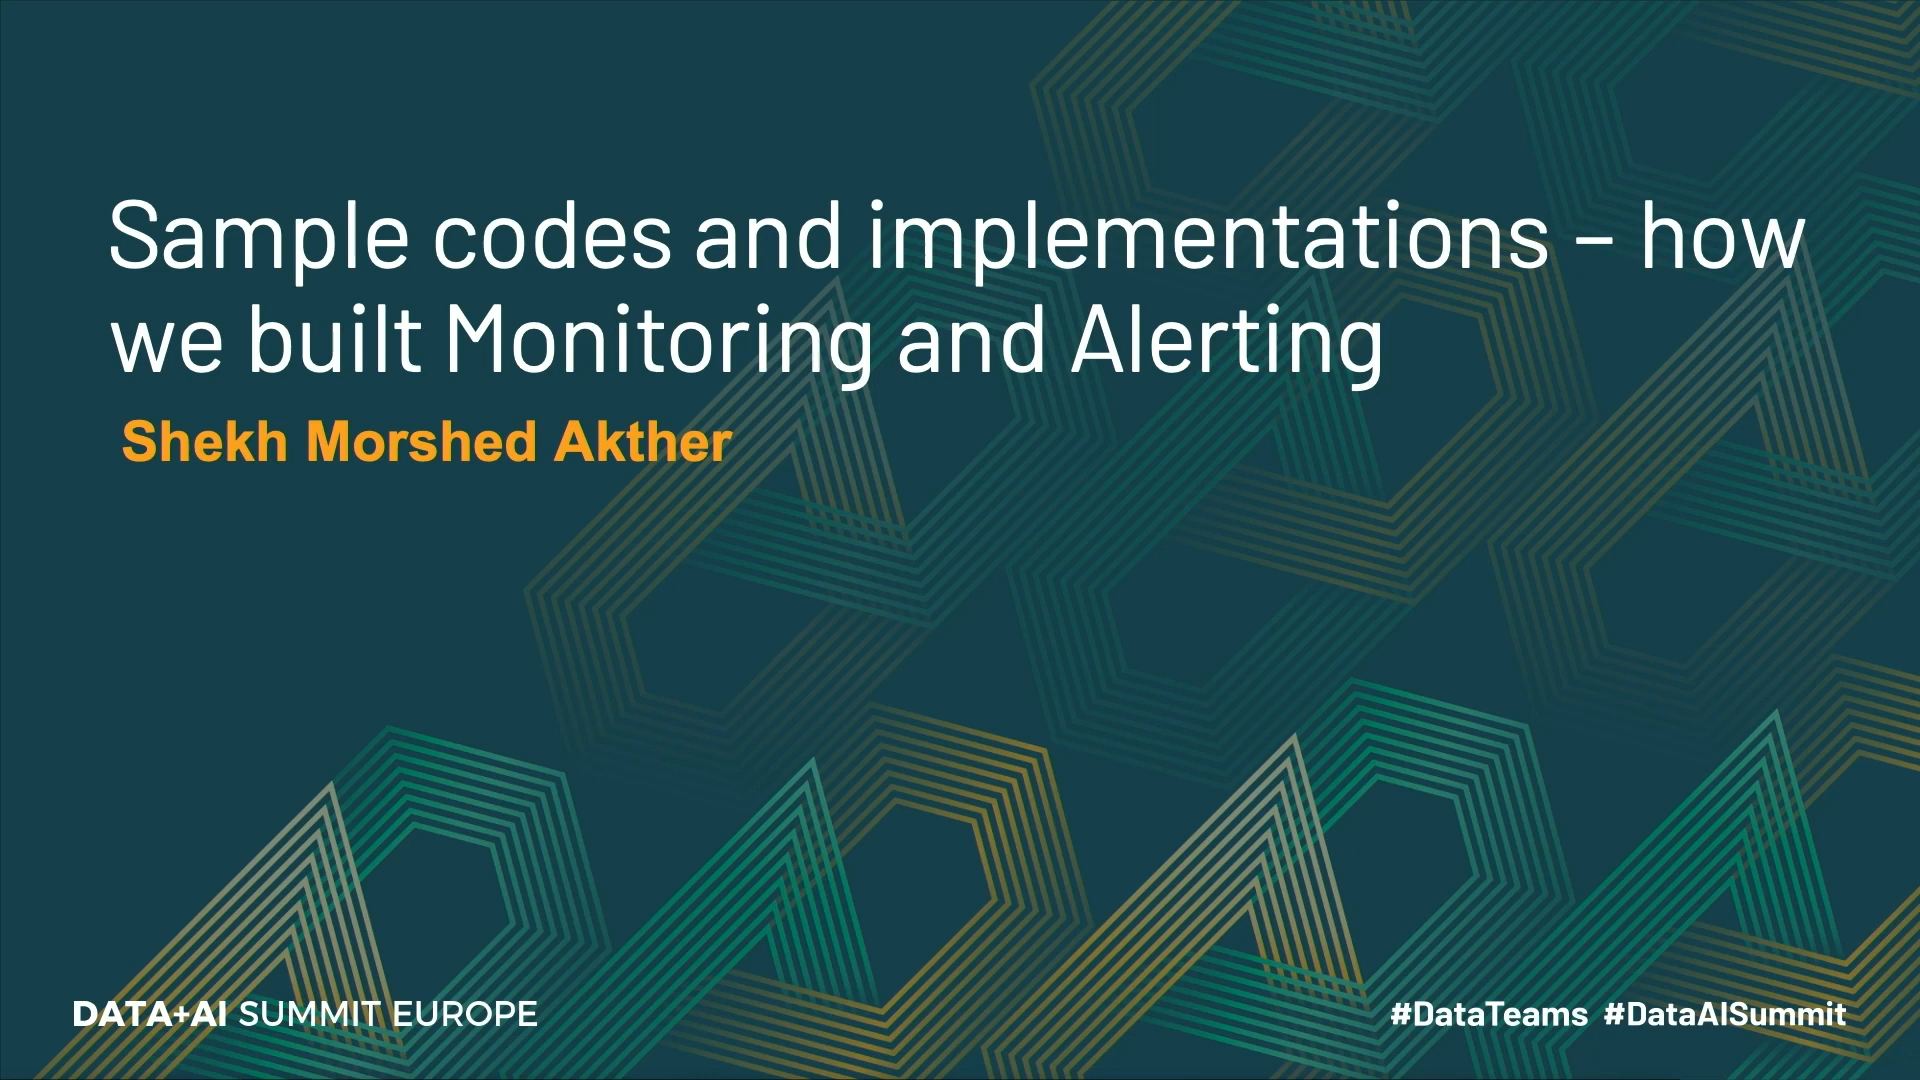 Sample codes and implementations – how
we built Monitoring and Alerting
Shekh Morshed Akther
DATA+AI SUMMIT EUROPE
#DataTeams #DataAISummit